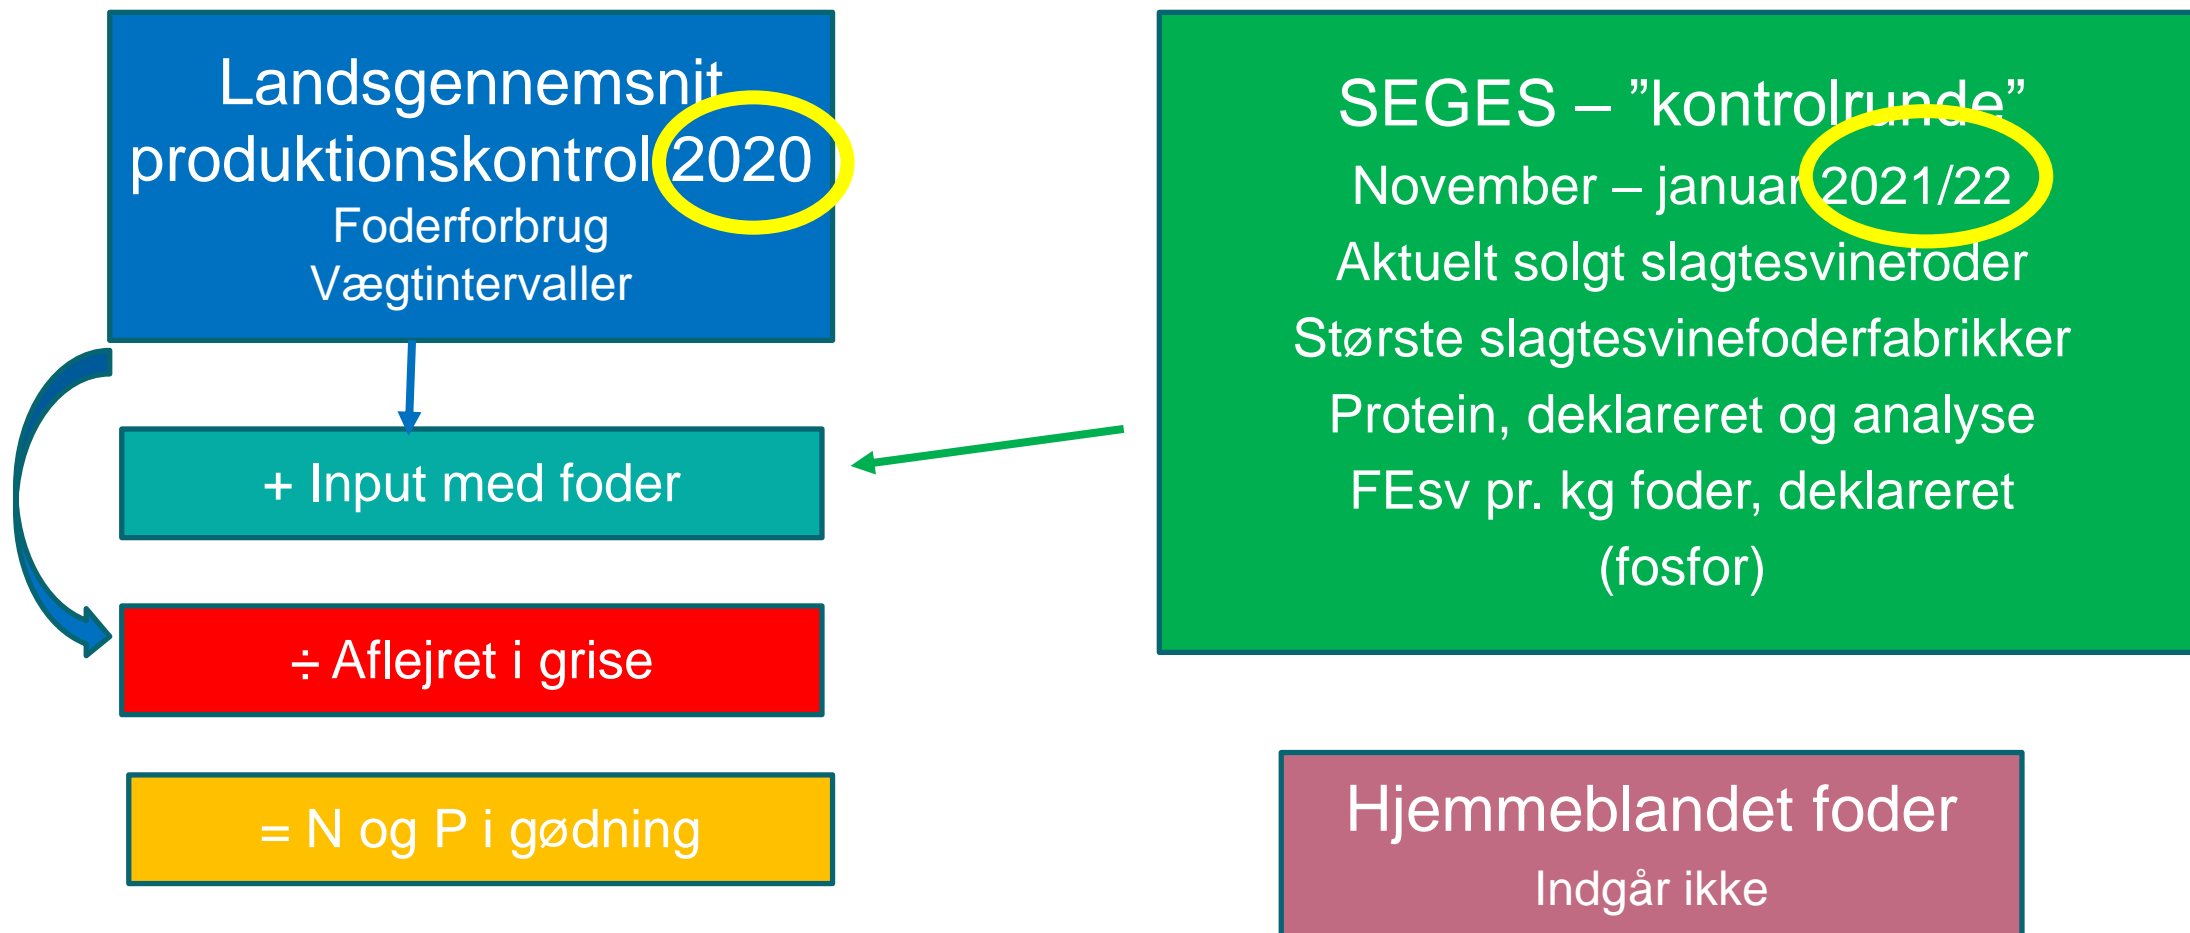 Landsgennemsnit
produktionskontrol 2020
Foderforbrug
Vægtintervaller
+ Input med foder
÷ Aflejret i grise
= N og P i gødning
SEGES – ”kontrolrunde”
November – januar 2021/22
Aktuelt solgt slagtesvinefoder
Største slagtesvinefoderfabrikker
Protein, deklareret og analyse
FEsv pr. kg foder, deklareret
(fosfor)
Hjemmeblandet foder
Indgår ikke